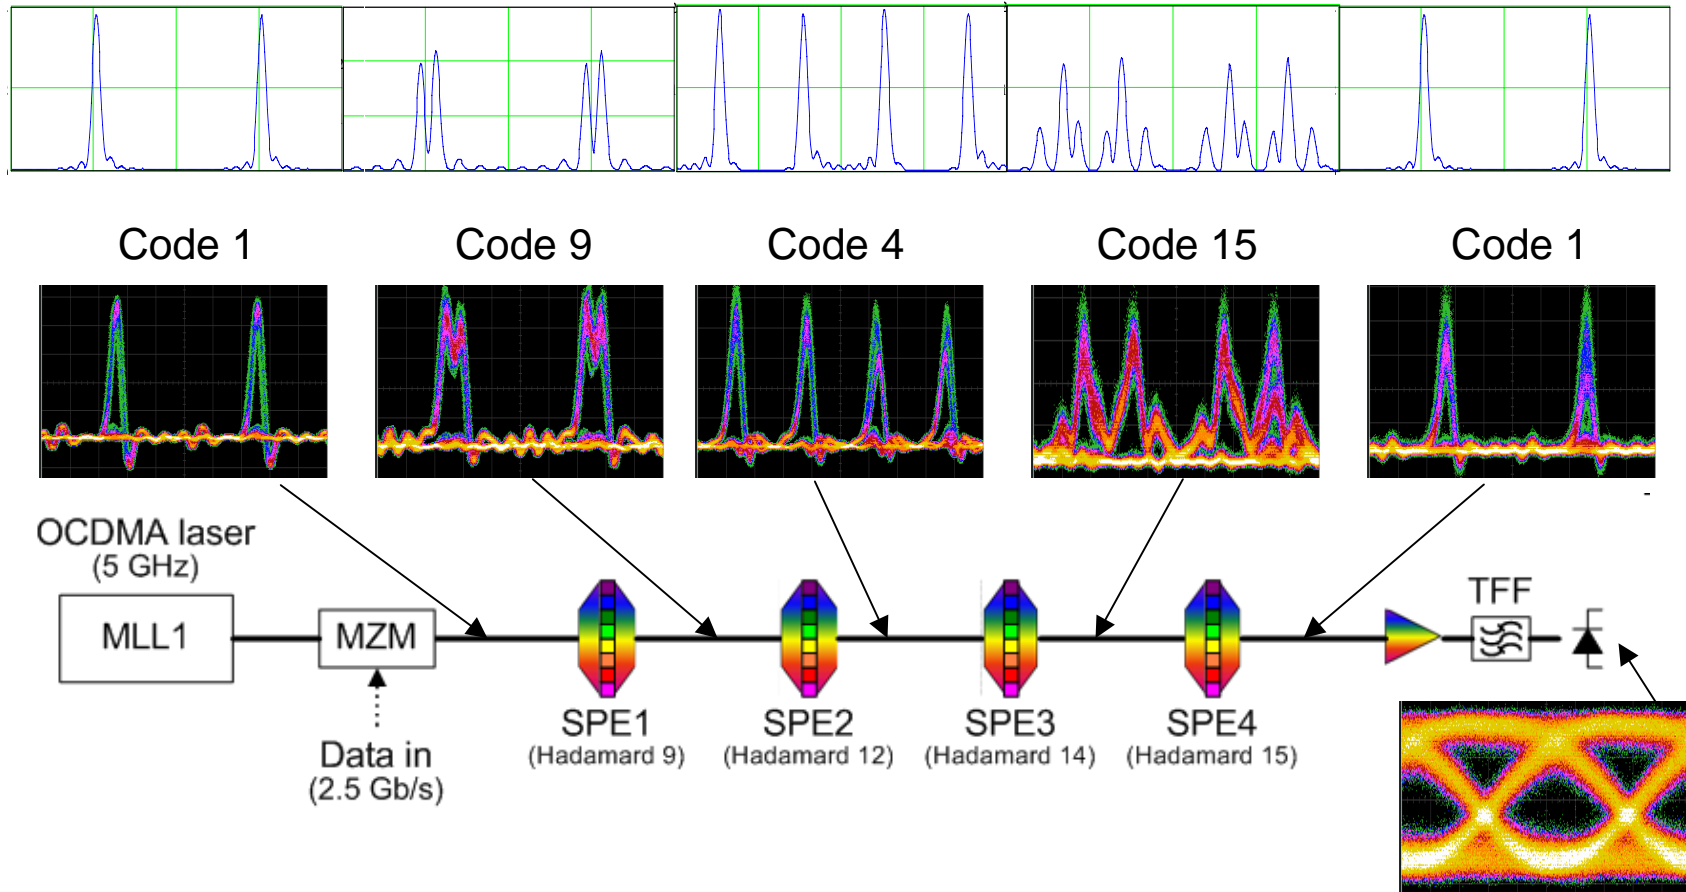 Code 1
Code 9
Code 4
Code 15
Code 1
OCDMA laser
(5 GHz)
MLL1
MZM
TFF
SPE1
(Hadamard 9)
SPE2
(Hadamard 12)
SPE3
(Hadamard 14)
SPE4
(Hadamard 15)
Data in
(2.5 Gb/s)